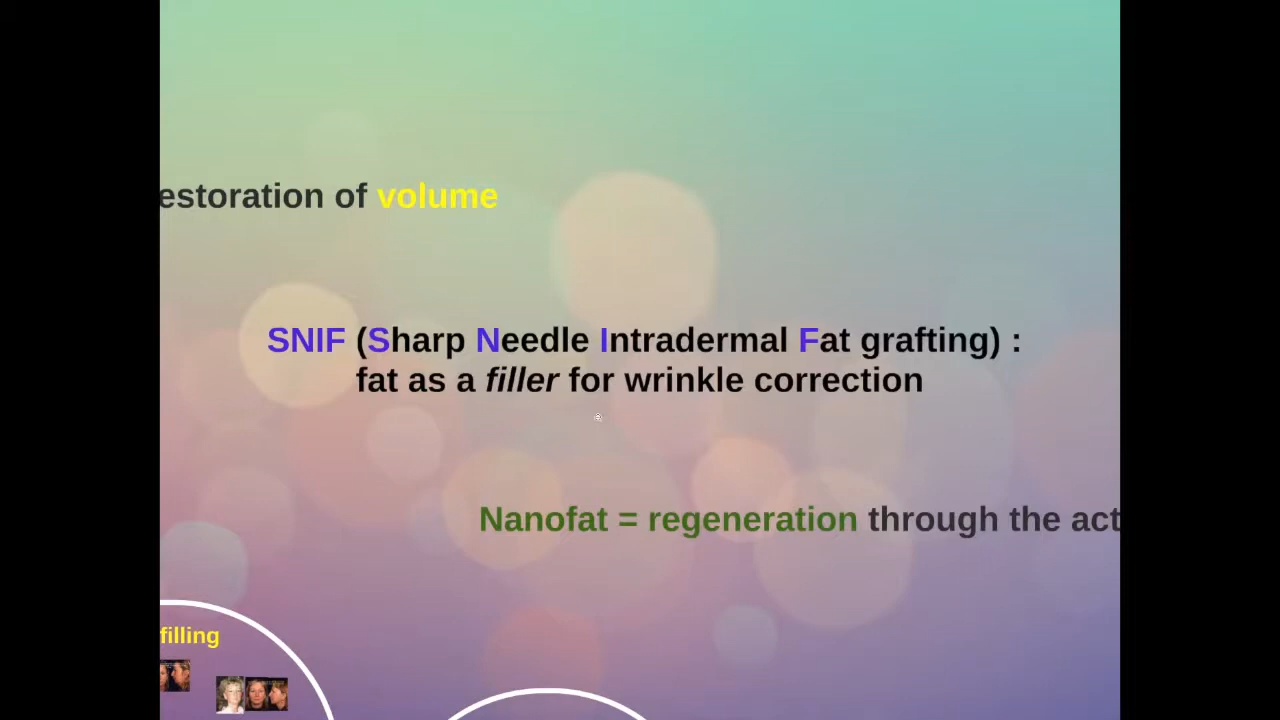 estoration of volume
SNIF (Sharp Needle Intradermal Fat grafting) :
fat as a filler for wrinkle correction
Nanofat = regeneration through the act
filling